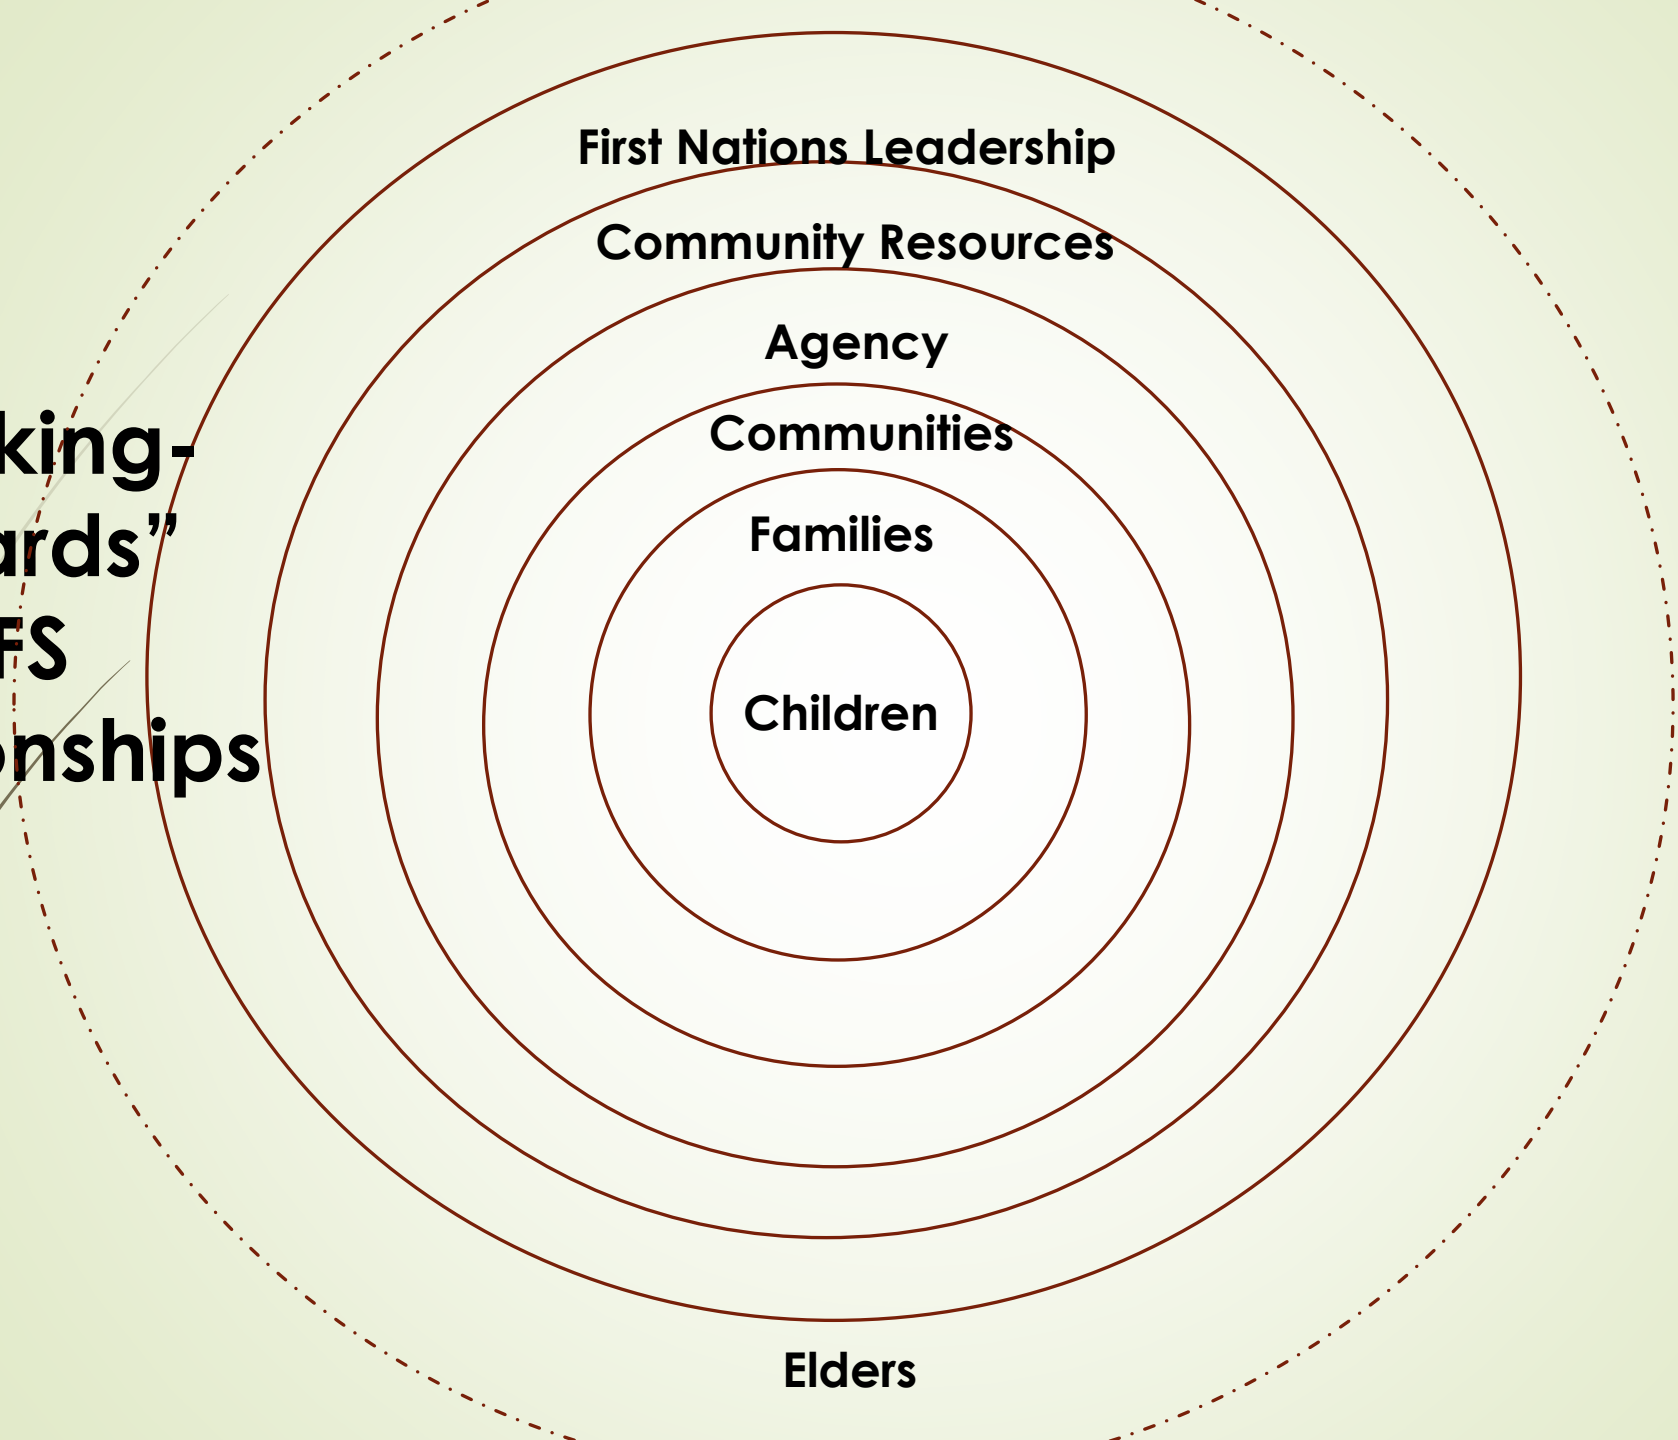 First Nations Leadership
Community Resources
Agency
Communities
Families
Children
Elders
king-
ards”
FS
onships